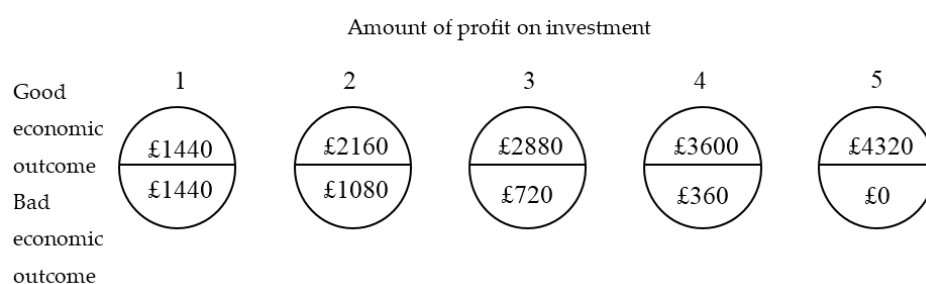 Amount of profit on investment
1 2 3 4 5
Good
economic
outcome
£1440 £2160 £2880 £3600 £4320
£1440 £1080 £720 £360 £0
Bad
economic
outcome